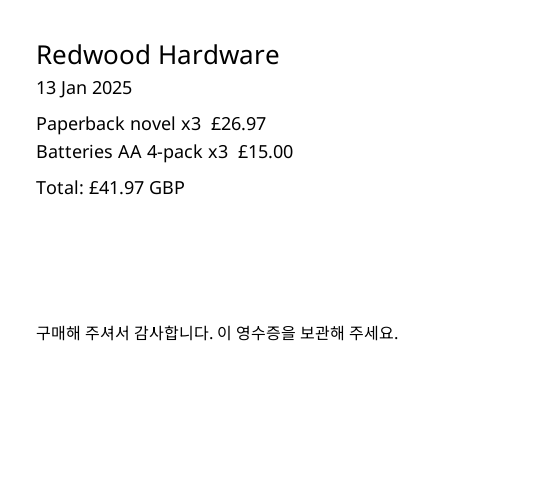 Redwood Hardware
13 Jan 2025
Paperback novel x3  £26.97
Batteries AA 4-pack x3  £15.00
Total: £41.97 GBP
구매해 주셔서 감사합니다. 이 영수증을 보관해 주세요.